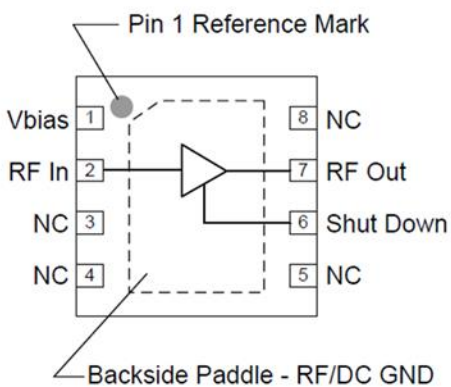 Pin 1 Reference Mark
Vbias 1 8 NC
RF In 2 7 RF Out
NC 3 6 Shut Down
NC 4 5 NC
Backside Paddle - RF/DC GND